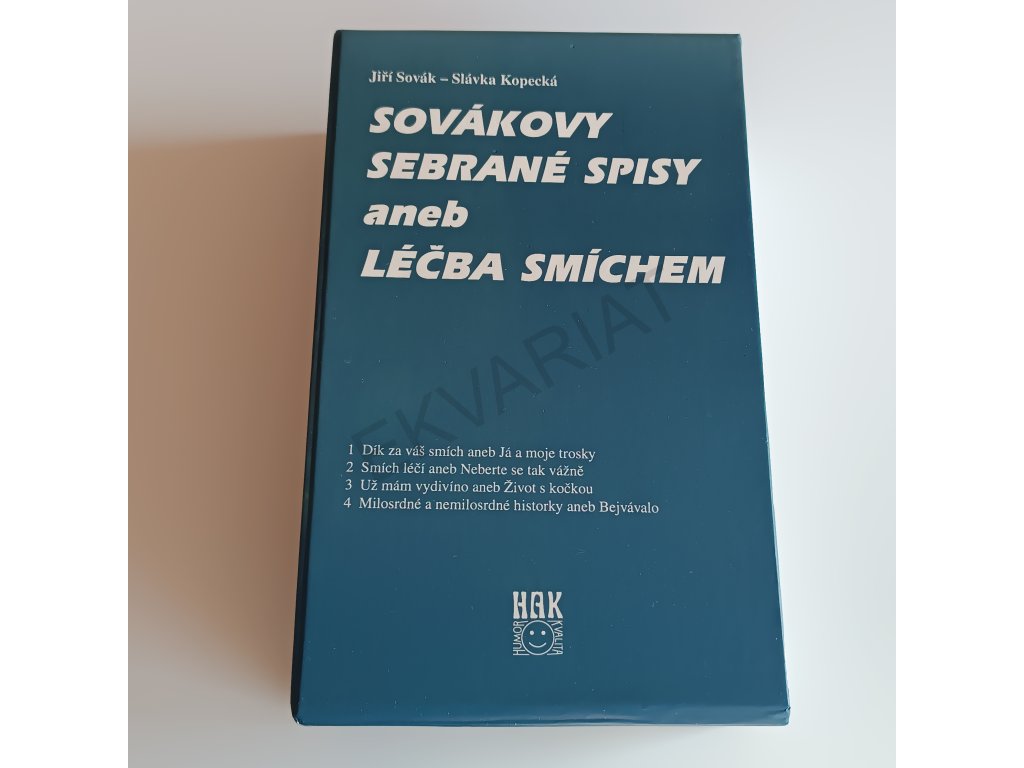 Jiří Sovák – Slávka Kopecká
SOVÁKOVY
SEBRANÉ SPISY
aneb
LÉČBA SMÍCHEM
EKVARIAT
1 Dík za váš smích aneb Já a moje trosky
2 Smích léčí aneb Neberte se tak vážně
3 Už mám vydivíno aneb Život s kočkou
4 Milosrdné a nemilosrdné historky aneb Bejvávalo
HAK
HUMOR
KVALITA